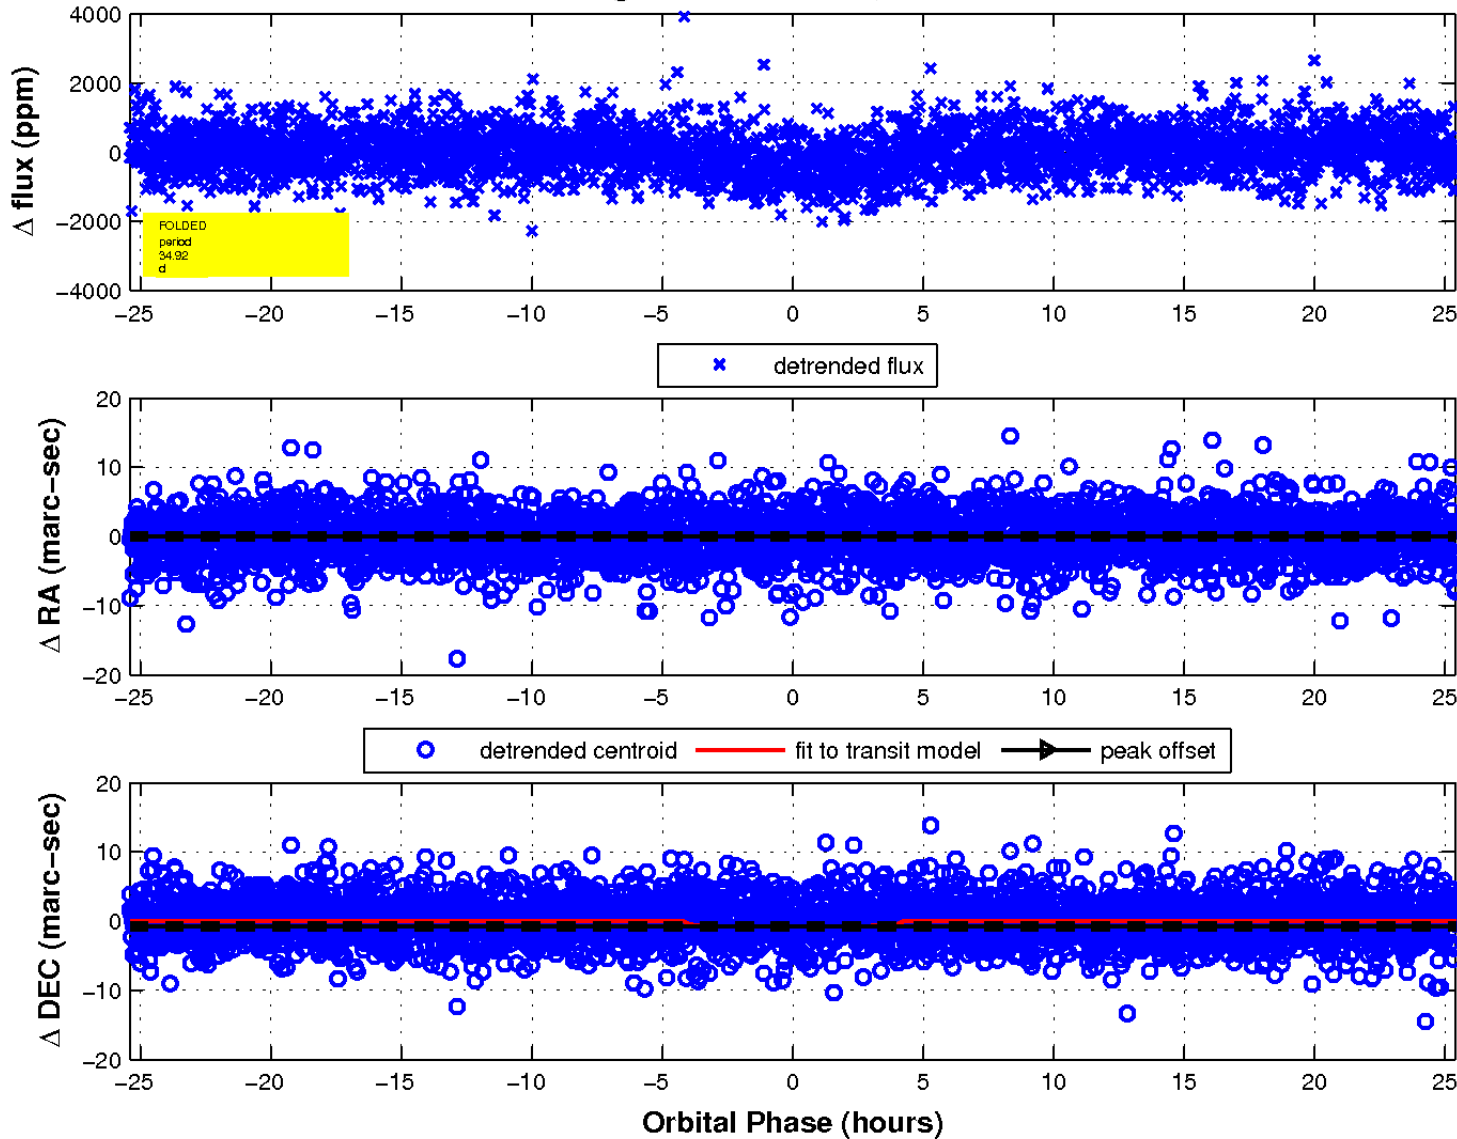 4000
2000
0
−2000
−4000
Δ flux (ppm)
FOLDED
period
34.92
d
−25 −20 −15 −10 −5 0 5 10 15 20 25
detrended flux
20
10
0
−10
−20
Δ RA (marc−sec)
−25 −20 −15 −10 −5 0 5 10 15 20 25
detrended centroid fit to transit model peak offset
20
10
0
−10
−20
Δ DEC (marc−sec)
−25 −20 −15 −10 −5 0 5 10 15 20 25
Orbital Phase (hours)